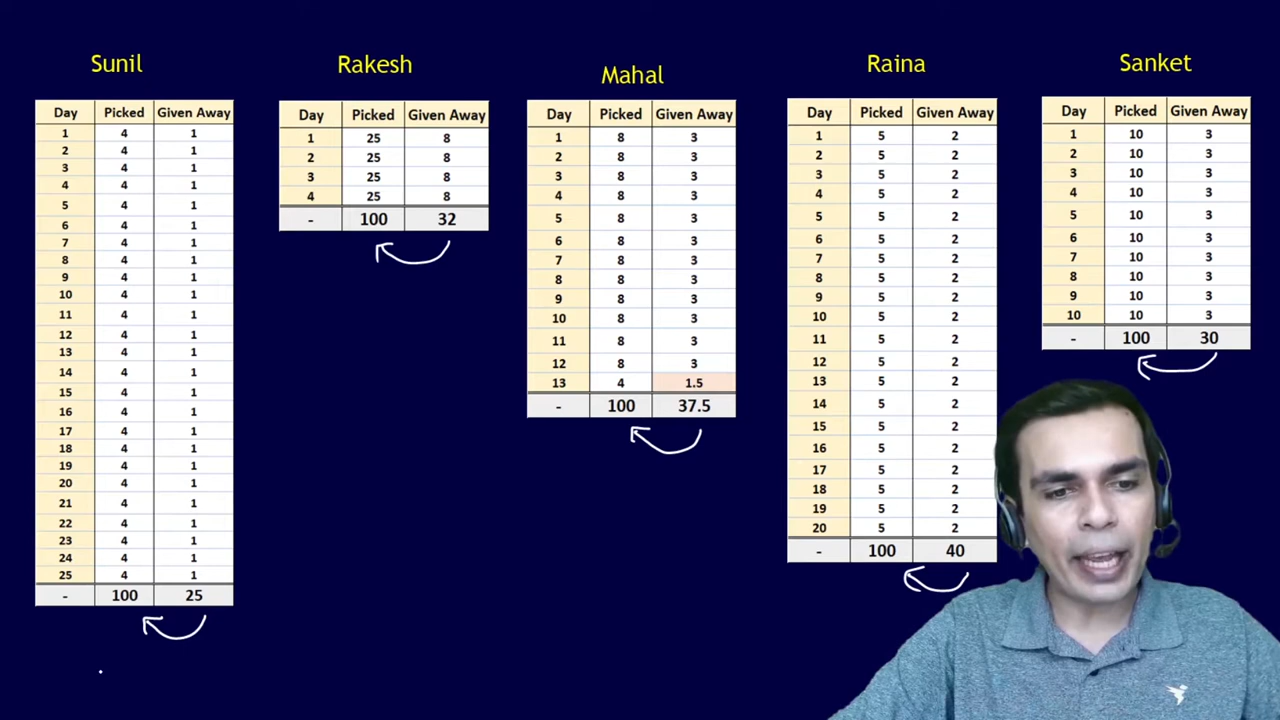 Sunil
Day Picked Given Away
1 4 1
2 4 1
3 4 1
4 4 1
5 4 1
6 4 1
7 4 1
8 4 1
9 4 1
10 4 1
11 4 1
12 4 1
13 4 1
14 4 1
15 4 1
16 4 1
17 4 1
18 4 1
19 4 1
20 4 1
21 4 1
22 4 1
23 4 1
24 4 1
25 4 1
- 100 25
Rakesh
Day Picked Given Away
1 25 8
2 25 8
3 25 8
4 25 8
- 100 32
Mahal
Day Picked Given Away
1 8 3
2 8 3
3 8 3
4 8 3
5 8 3
6 8 3
7 8 3
8 8 3
9 8 3
10 8 3
11 8 3
12 8 3
13 4 1.5
- 100 37.5
Raina
Day Picked Given Away
1 5 2
2 5 2
3 5 2
4 5 2
5 5 2
6 5 2
7 5 2
8 5 2
9 5 2
10 5 2
11 5 2
12 5 2
13 5 2
14 5 2
15 5 2
16 5 2
17 5 2
18 5 2
19 5 2
20 5 2
- 100 40
Sanket
Day Picked Given Away
1 10 3
2 10 3
3 10 3
4 10 3
5 10 3
6 10 3
7 10 3
8 10 3
9 10 3
10 10 3
- 100 30